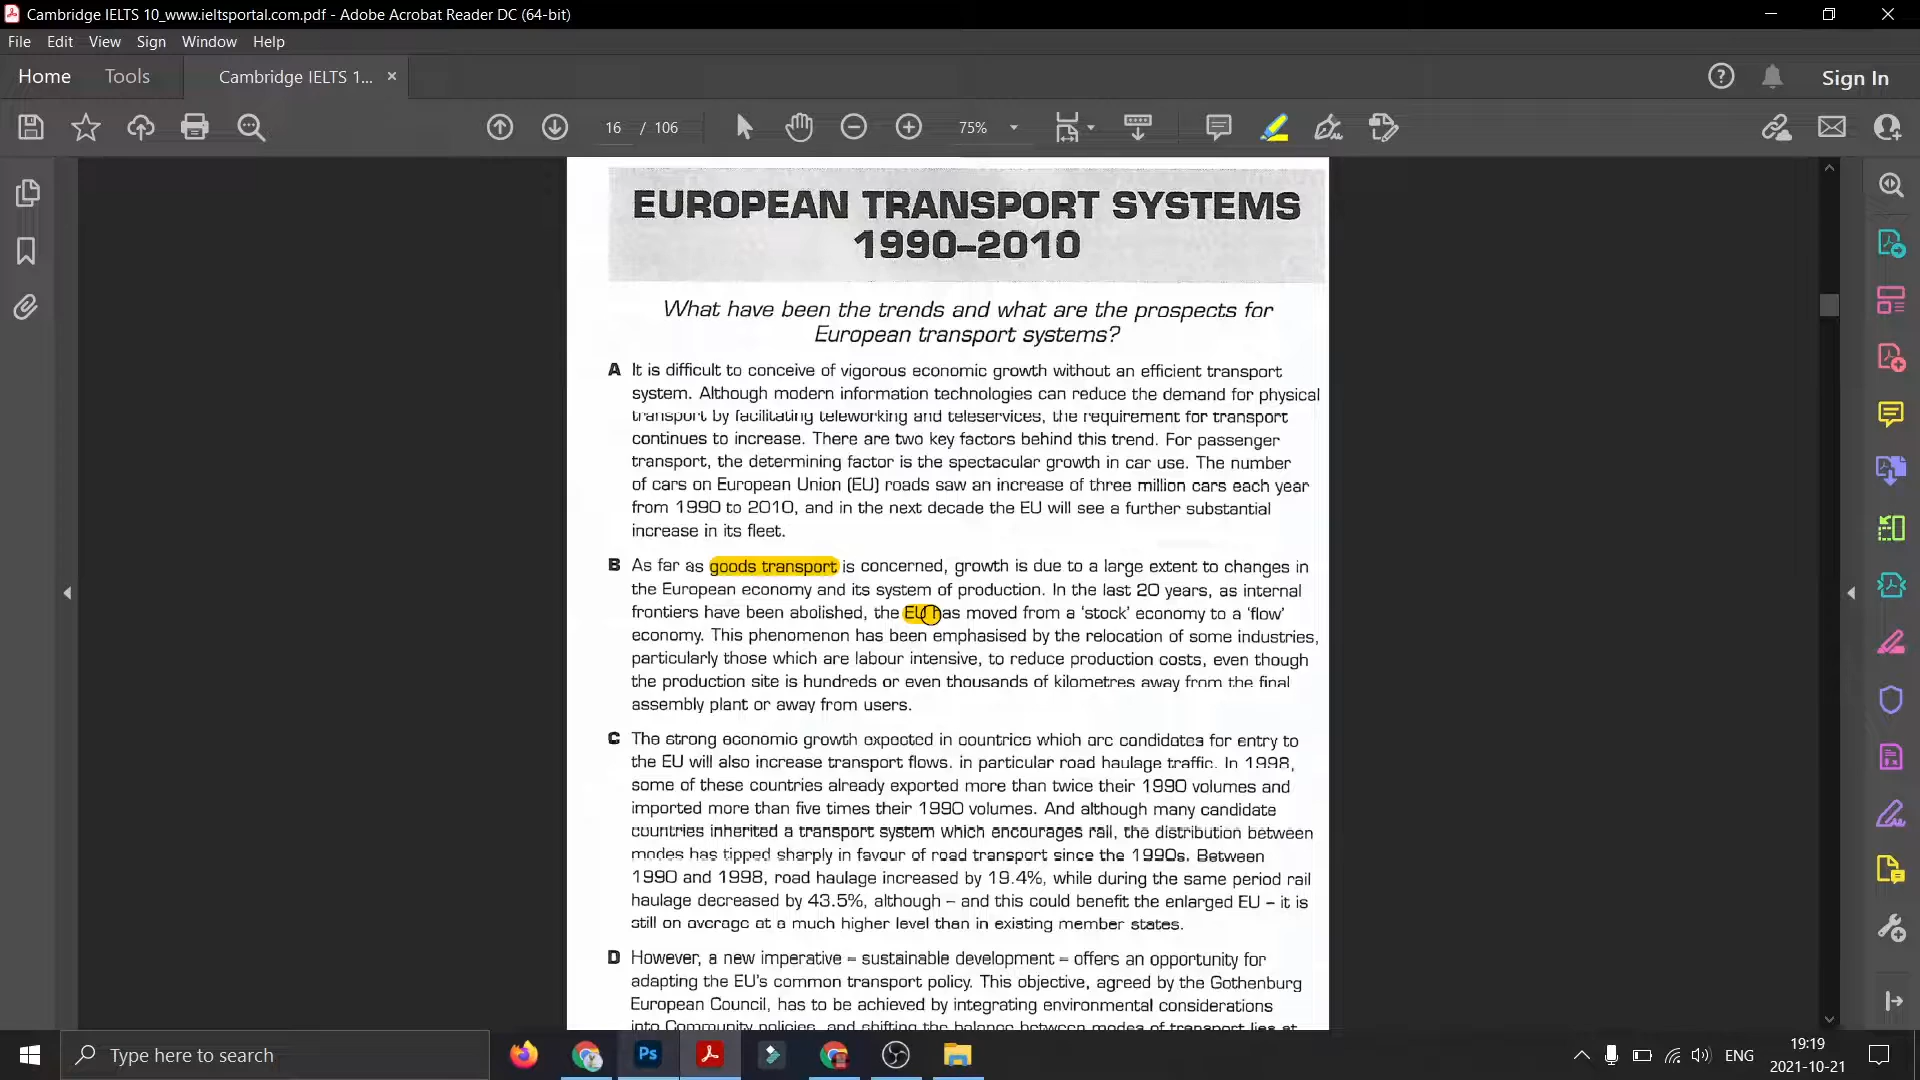 Cambridge IELTS 10_www.ieltsportal.com.pdf - Adobe Acrobat Reader DC (64-bit)
File Edit View Sign Window Help
Home Tools Cambridge IELTS 1... × Sign In
16 / 106 75%
EUROPEAN TRANSPORT SYSTEMS
1990–2010
What have been the trends and what are the prospects for
European transport systems?
A It is difficult to conceive of vigorous economic growth without an efficient transport
system. Although modern information technologies can reduce the demand for physical
transport by facilitating teleworking and teleservices, the requirement for transport
continues to increase. There are two key factors behind this trend. For passenger
transport, the determining factor is the spectacular growth in car use. The number
of cars on European Union (EU) roads saw an increase of three million cars each year
from 1990 to 2010, and in the next decade the EU will see a further substantial
increase in its fleet.
B As far as goods transport is concerned, growth is due to a large extent to changes in
the European economy and its system of production. In the last 20 years, as internal
frontiers have been abolished, the EU has moved from a 'stock' economy to a 'flow'
economy. This phenomenon has been emphasised by the relocation of some industries,
particularly those which are labour intensive, to reduce production costs, even though
the production site is hundreds or even thousands of kilometres away from the final
assembly plant or away from users.
C The strong economic growth expected in countries which are candidates for entry to
the EU will also increase transport flows, in particular road haulage traffic. In 1998,
some of these countries already exported more than twice their 1990 volumes and
imported more than five times their 1990 volumes. And although many candidate
countries inherited a transport system which encourages rail, the distribution between
modes has tipped sharply in favour of road transport since the 1990s. Between
1990 and 1998, road haulage increased by 19.4%, while during the same period rail
haulage decreased by 43.5%, although – and this could benefit the enlarged EU – it is
still on average at a much higher level than in existing member states.
D However, a new imperative – sustainable development – offers an opportunity for
adapting the EU's common transport policy. This objective, agreed by the Gothenburg
European Council, has to be achieved by integrating environmental considerations
into Community policies, and shifting the balance between modes of transport lies at
Type here to search
Ps
ENG
19:19
2021-10-21